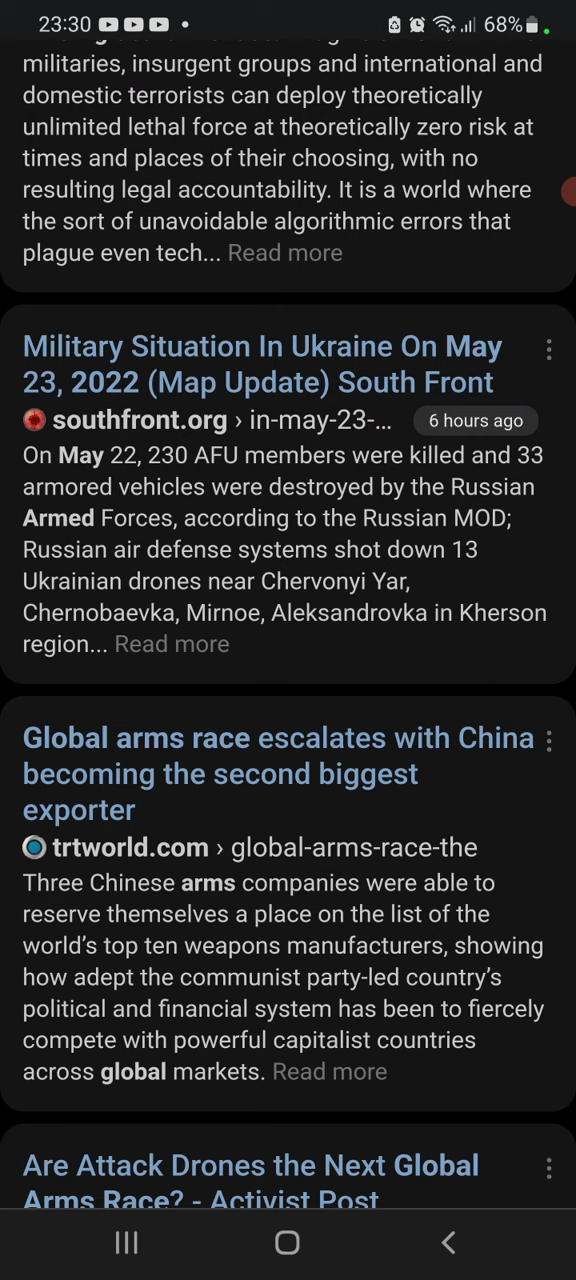 23:30
68%
militaries, insurgent groups and international and
domestic terrorists can deploy theoretically
unlimited lethal force at theoretically zero risk at
times and places of their choosing, with no
resulting legal accountability. It is a world where
the sort of unavoidable algorithmic errors that
plague even tech... Read more
Military Situation In Ukraine On May
23, 2022 (Map Update) South Front
southfront.org › in-may-23-... 6 hours ago
On May 22, 230 AFU members were killed and 33
armored vehicles were destroyed by the Russian
Armed Forces, according to the Russian MOD;
Russian air defense systems shot down 13
Ukrainian drones near Chervonyi Yar,
Chernobaevka, Mirnoe, Aleksandrovka in Kherson
region... Read more
Global arms race escalates with China
becoming the second biggest
exporter
trtworld.com › global-arms-race-the
Three Chinese arms companies were able to
reserve themselves a place on the list of the
world’s top ten weapons manufacturers, showing
how adept the communist party-led country’s
political and financial system has been to fiercely
compete with powerful capitalist countries
across global markets. Read more
Are Attack Drones the Next Global
Arms Race? - Activist Post